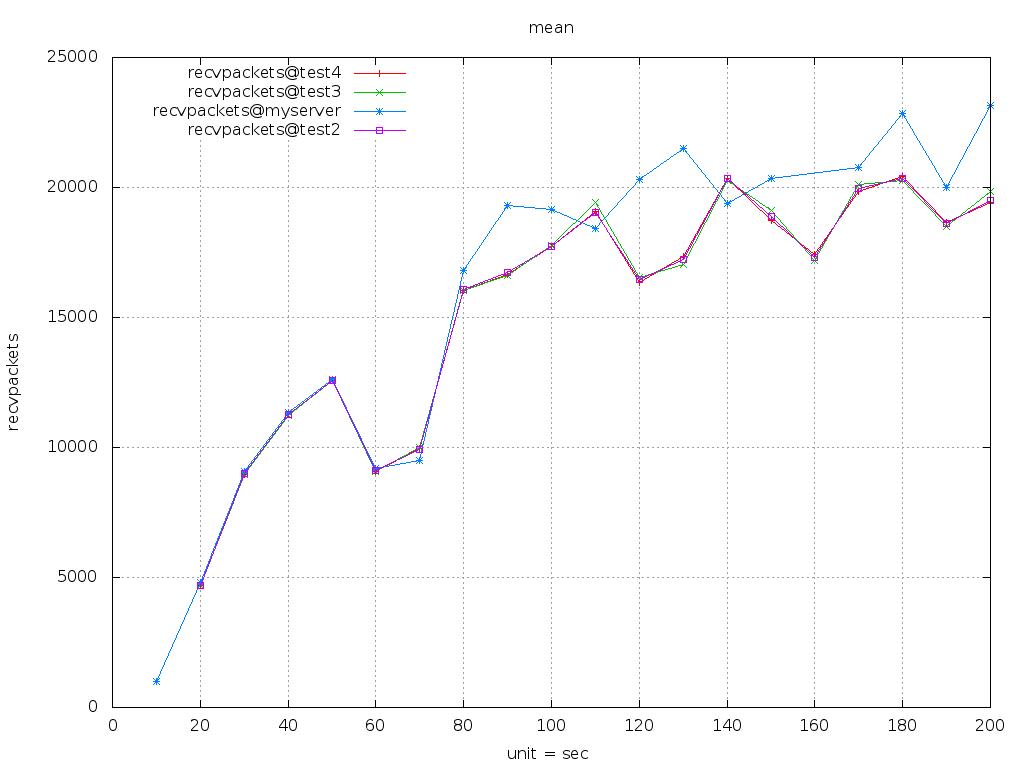 mean
25000
20000
15000
10000
5000
0
recvpackets@test4
recvpackets@test3
recvpackets@myserver
recvpackets@test2
recvpackets
0 20 40 60 80 100 120 140 160 180 200
unit = sec